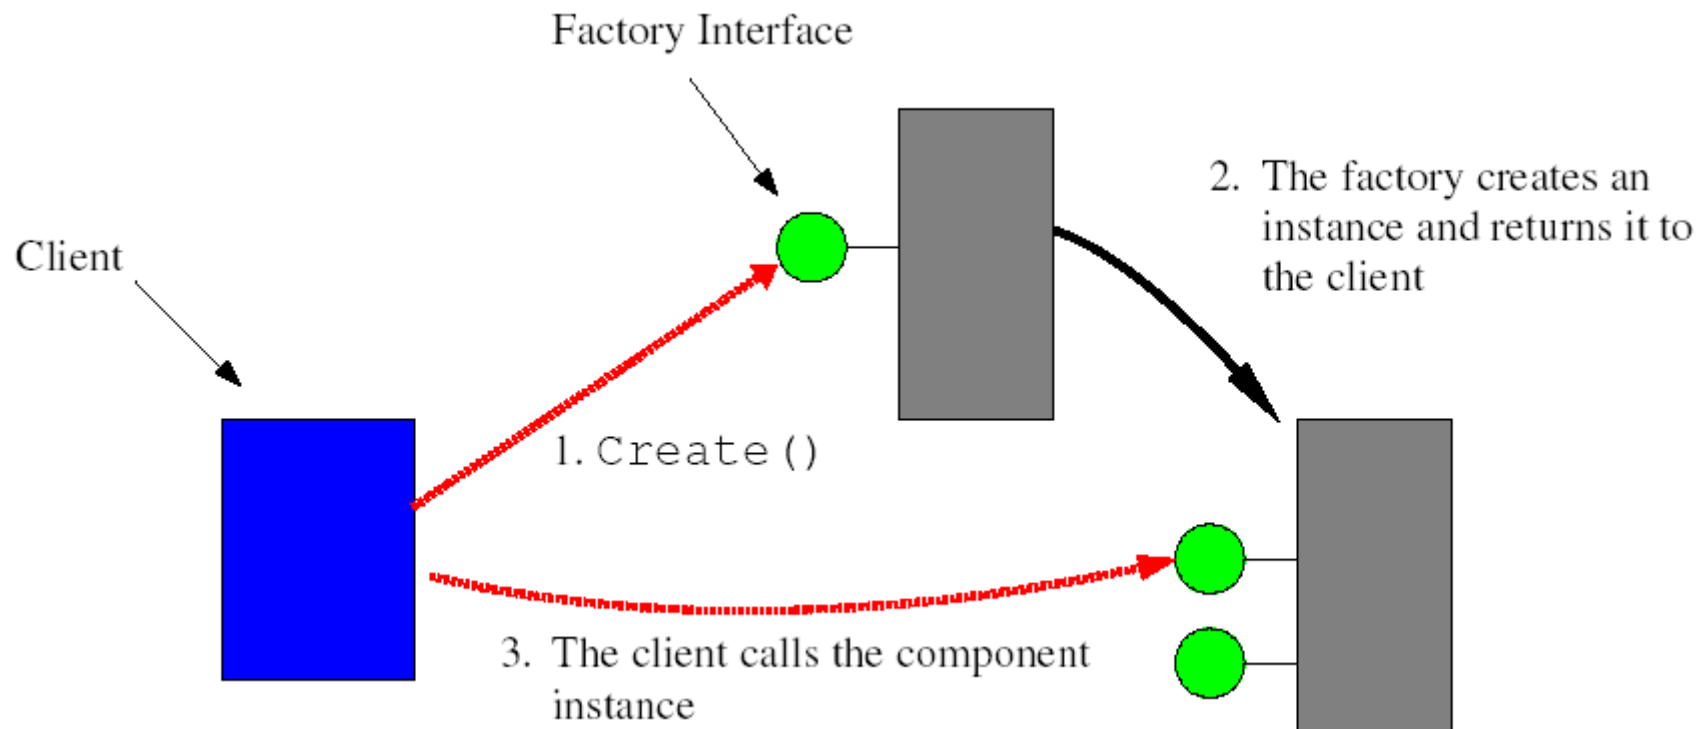 Factory Interface
Client
1. Create()
2. The factory creates an
instance and returns it to
the client
3. The client calls the component
instance